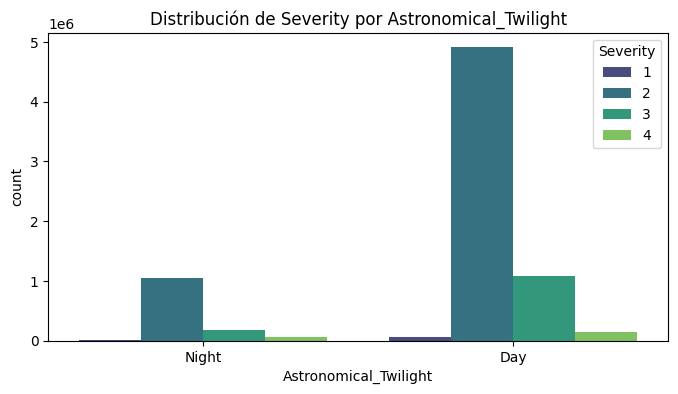 Distribución de Severity por Astronomical_Twilight
1e6
Severity
1
2
3
4
5
4
3
2
1
0
count
Night
Day
Astronomical_Twilight